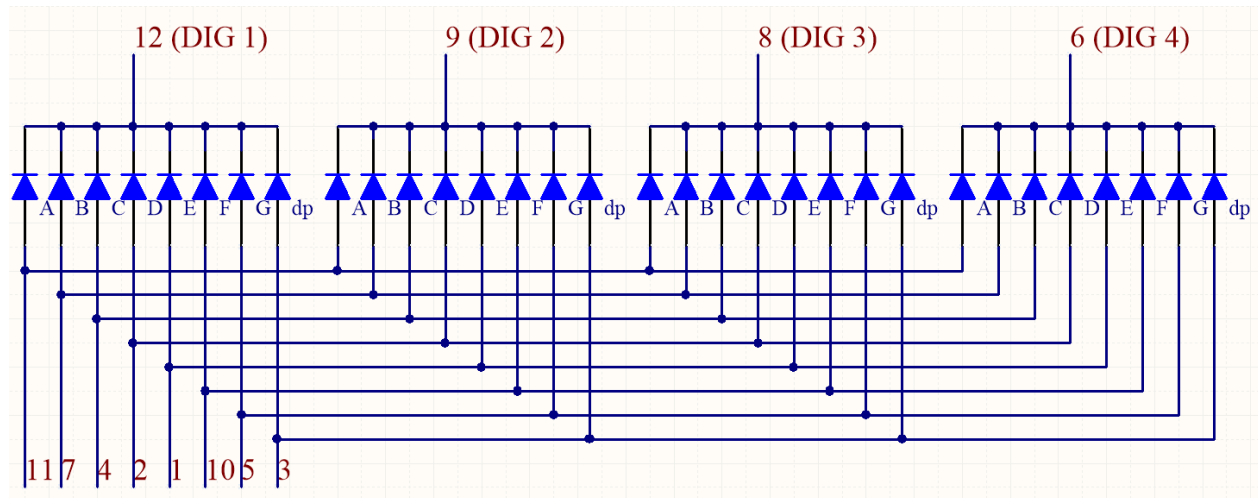 12 (DIG 1) 9 (DIG 2) 8 (DIG 3) 6 (DIG 4)
A B C D E F G dp A B C D E F G dp A B C D E F G dp A B C D E F G dp
11 7 4 2 1 10 5 3